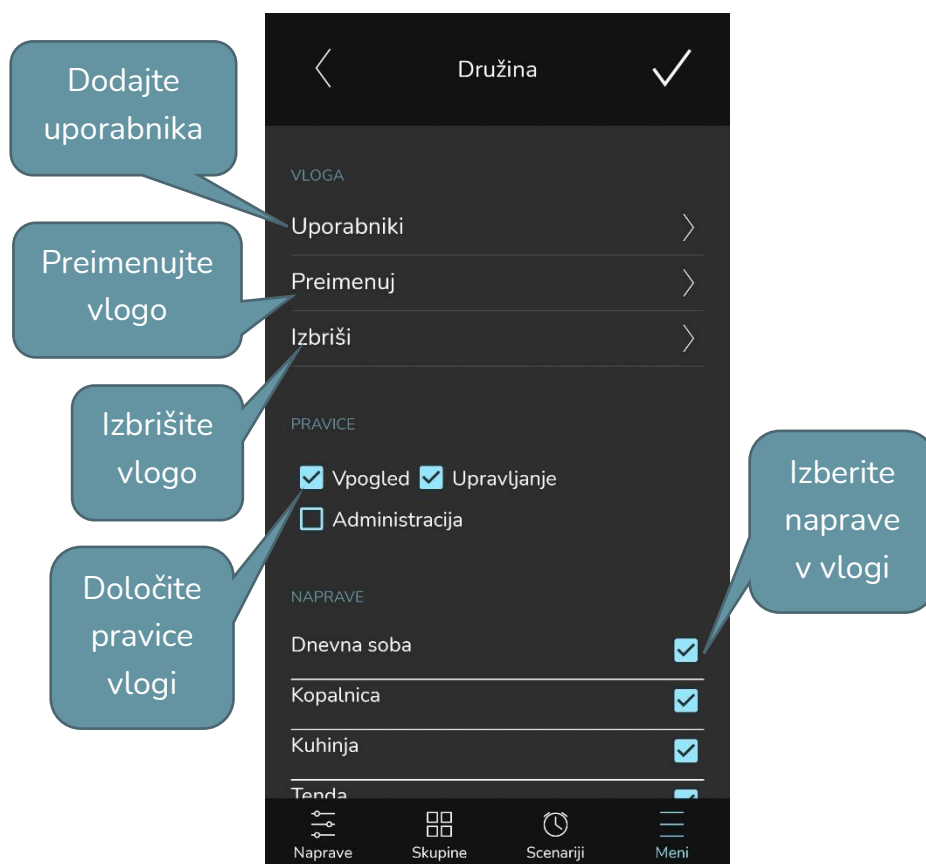 Družina
Dodajte
uporabnika
VLOGA
Uporabniki
Preimenujte
vlogo
Preimenuj
Izbriši
Izbrišite
vlogo
PRAVICE
Vpogled
Upravljanje
Administracija
Določite
pravice
vlogi
Izberite
naprave
v vlogi
NAPRAVE
Dnevna soba
Kopalnica
Kuhinja
Tenda
Naprave
Skupine
Scenariji
Meni